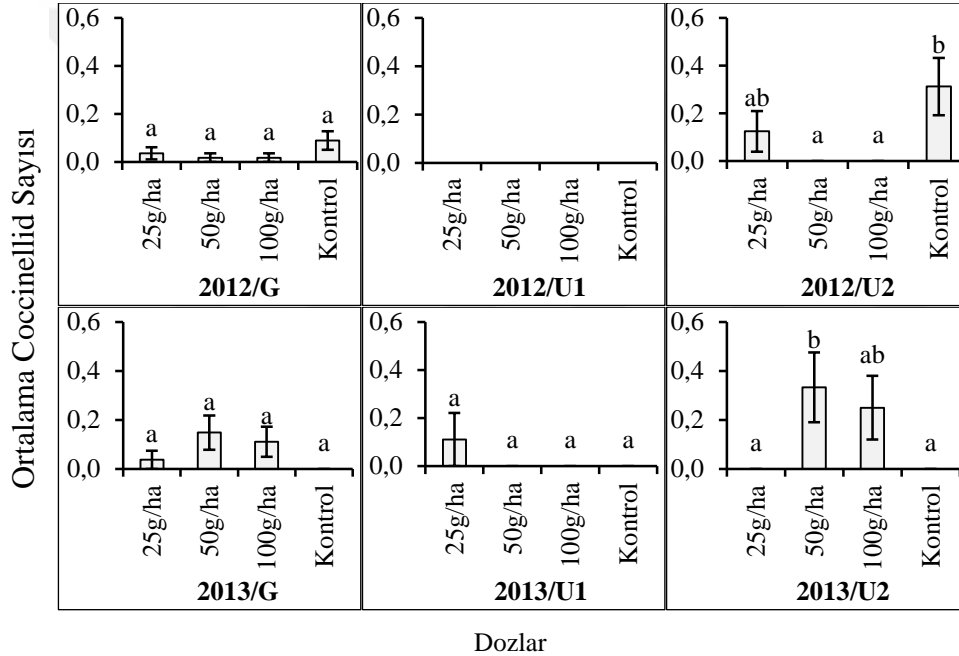 Ortalama Coccinellid Sayısı
0,6
0,4
0,2
0,0
a
a
a
a
25g/ha
50g/ha
100g/ha
Kontrol
2012/G
0,6
0,4
0,2
0,0
25g/ha
50g/ha
100g/ha
Kontrol
2012/U1
0,6
0,4
0,2
0,0
ab
a
a
b
25g/ha
50g/ha
100g/ha
Kontrol
2012/U2
0,6
0,4
0,2
0,0
a
a
a
a
25g/ha
50g/ha
100g/ha
Kontrol
2013/G
0,6
0,4
0,2
0,0
a
a
a
a
25g/ha
50g/ha
100g/ha
Kontrol
2013/U1
0,6
0,4
0,2
0,0
a
b
ab
a
25g/ha
50g/ha
100g/ha
Kontrol
2013/U2
Dozlar